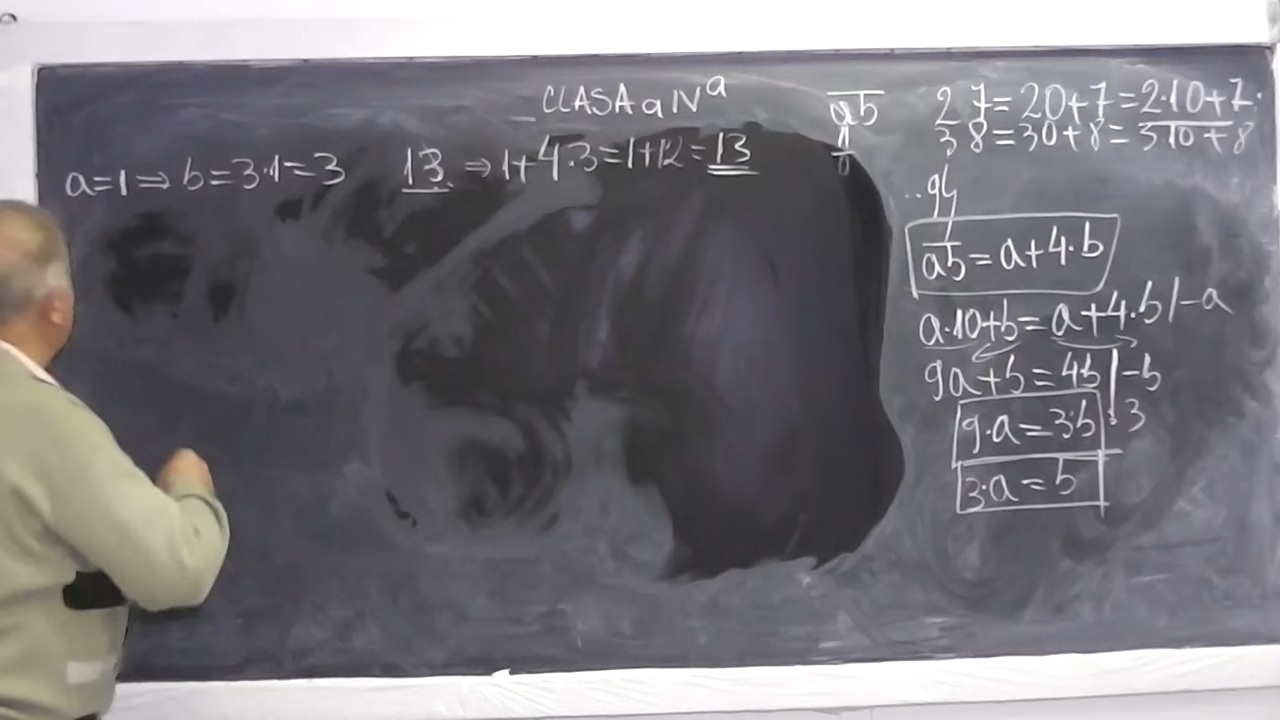 CLASA a IVª
a=1⇒ b=3·1=3 13 ⇒1+4·3=1+12=13
ab
27=20+7=2·10+7
38=30+8=3·10+8
ab=a+4·b
a·10+b=a+4·b|-a
9a+b=4b|-b
9·a=3·b|:3
3·a=b